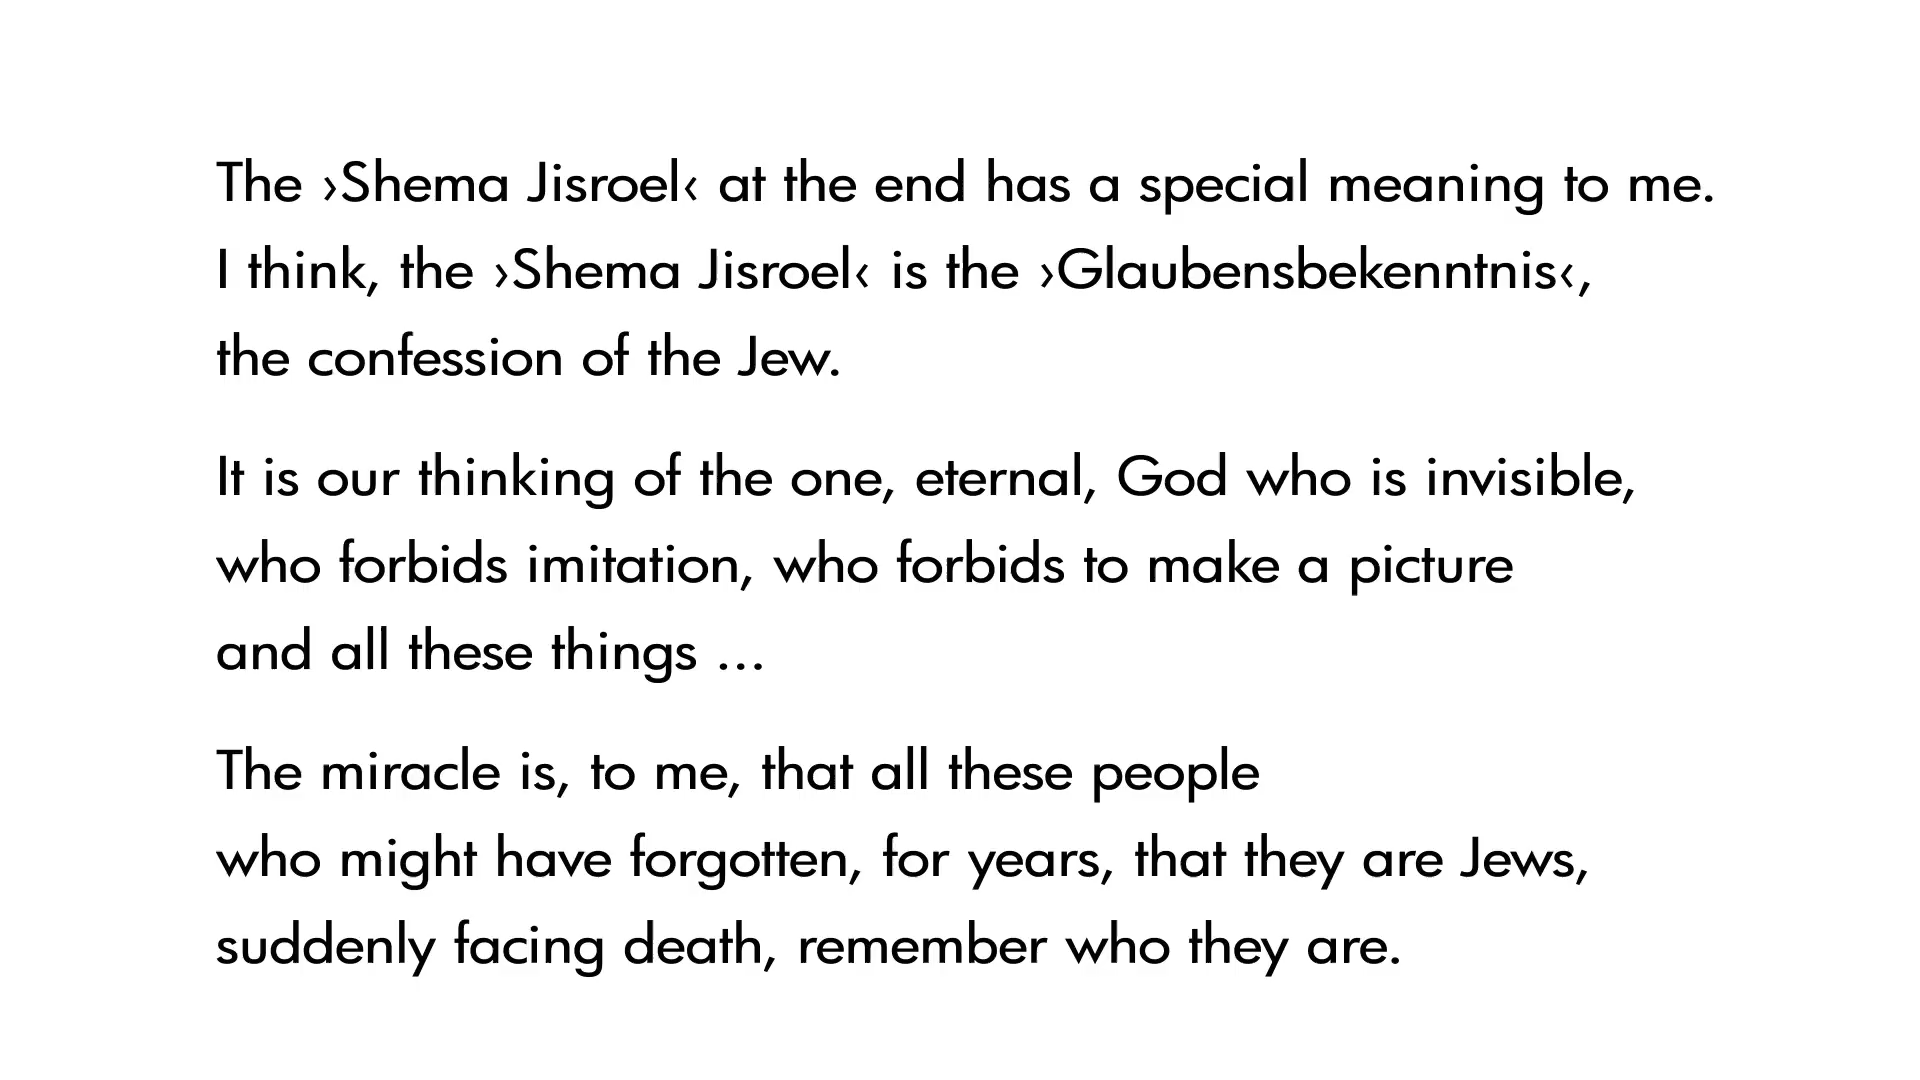 The ›Shema Jisroel‹ at the end has a special meaning to me.
I think, the ›Shema Jisroel‹ is the ›Glaubensbekenntnis‹,
the confession of the Jew.
It is our thinking of the one, eternal, God who is invisible,
who forbids imitation, who forbids to make a picture
and all these things ...
The miracle is, to me, that all these people
who might have forgotten, for years, that they are Jews,
suddenly facing death, remember who they are.